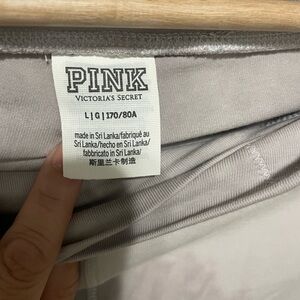 PINK
VICTORIA'S SECRET
L | G | 170/80A
made in Sri Lanka/fabriqué au
Sri Lanka/hecho en Sri Lanka/
fabbricato in Sri Lanka/
斯里兰卡制造